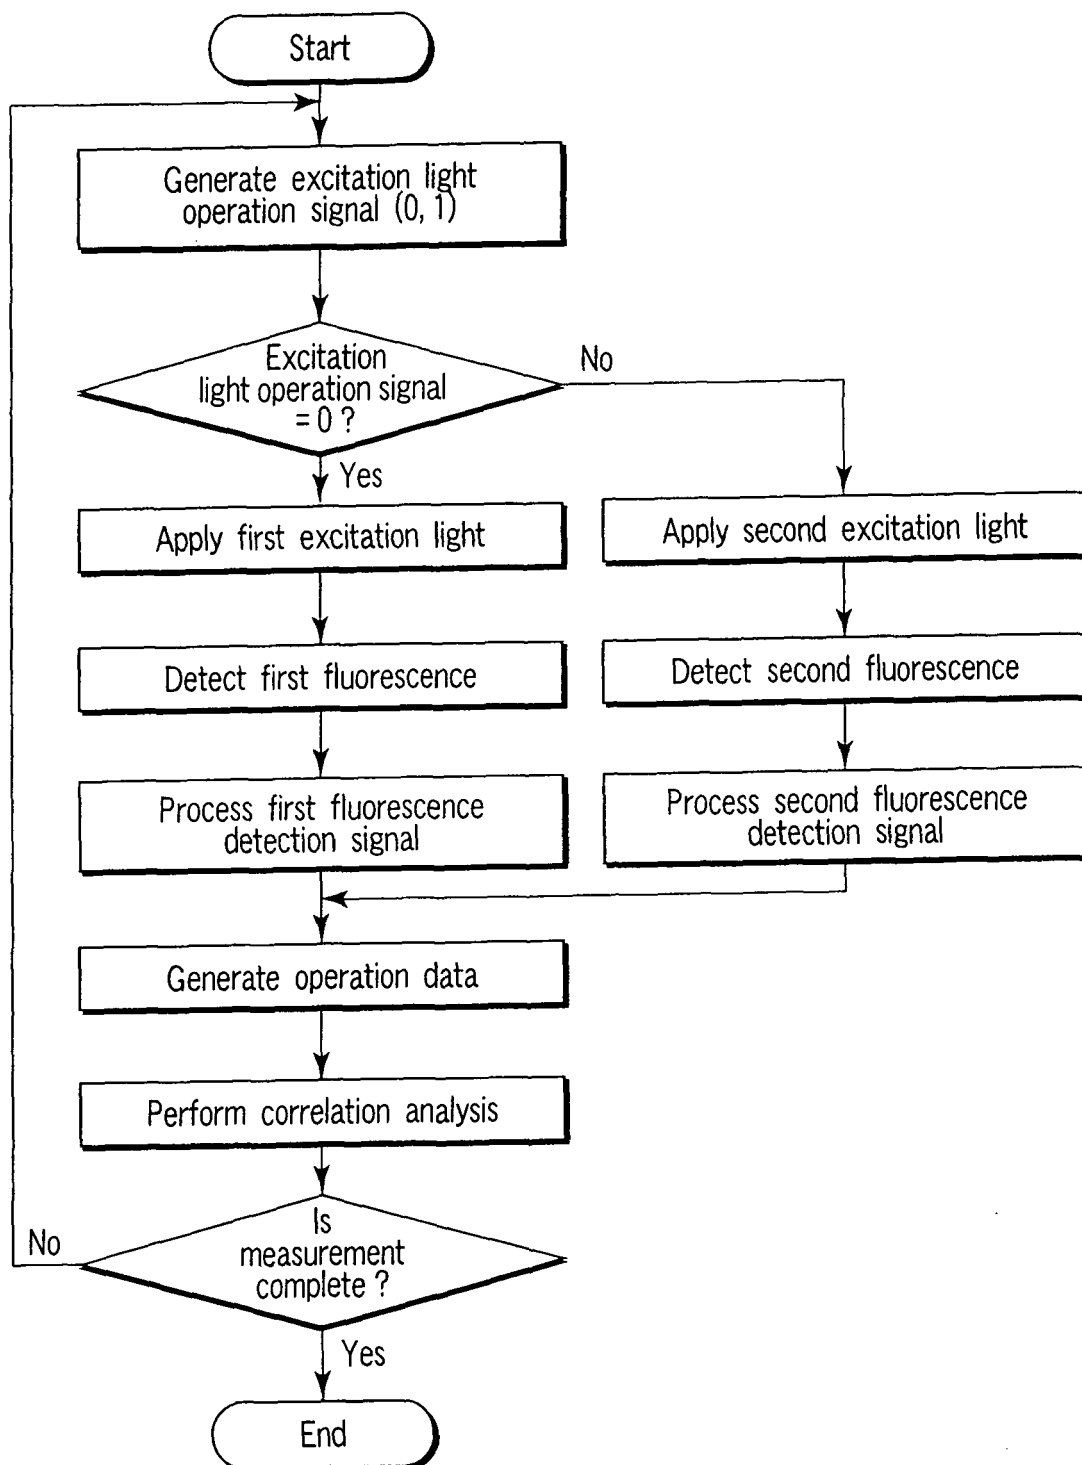 Start
Generate excitation light
operation signal (0, 1)
Excitation
light operation signal
= 0 ?
No
Yes
Apply first excitation light
Apply second excitation light
Detect first fluorescence
Detect second fluorescence
Process first fluorescence
detection signal
Process second fluorescence
detection signal
Generate operation data
Perform correlation analysis
Is
measurement
complete ?
No
Yes
End